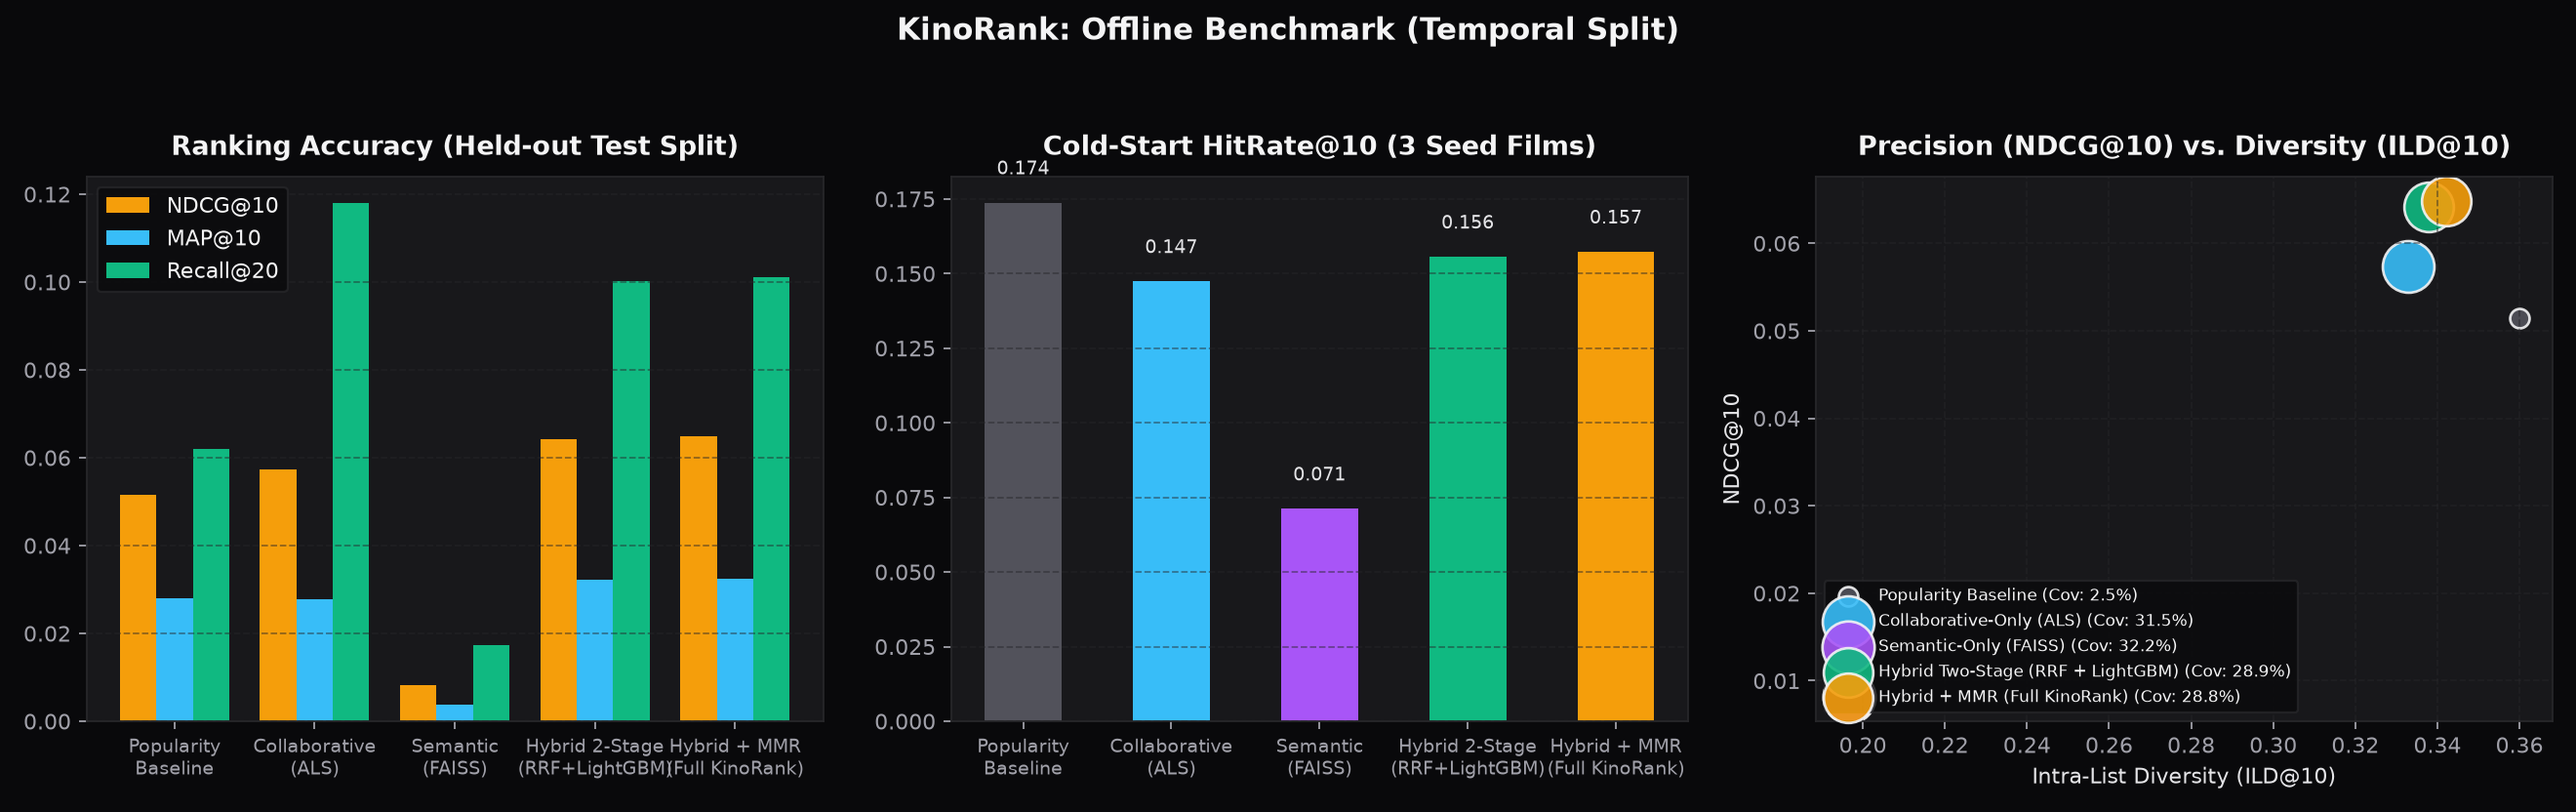 KinoRank: Offline Benchmark (Temporal Split)
Ranking Accuracy (Held-out Test Split)
NDCG@10
MAP@10
Recall@20
0.12
0.10
0.08
0.06
0.04
0.02
0.00
Popularity
Baseline
Collaborative
(ALS)
Semantic
(FAISS)
Hybrid 2-Stage
(RRF+LightGBM)
Hybrid + MMR
(Full KinoRank)
Cold-Start HitRate@10 (3 Seed Films)
0.175
0.150
0.125
0.100
0.075
0.050
0.025
0.000
0.174
0.147
0.071
0.156
0.157
Popularity
Baseline
Collaborative
(ALS)
Semantic
(FAISS)
Hybrid 2-Stage
(RRF+LightGBM)
Hybrid + MMR
(Full KinoRank)
Precision (NDCG@10) vs. Diversity (ILD@10)
NDCG@10
0.06
0.05
0.04
0.03
0.02
0.01
Popularity Baseline (Cov: 2.5%)
Collaborative-Only (ALS) (Cov: 31.5%)
Semantic-Only (FAISS) (Cov: 32.2%)
Hybrid Two-Stage (RRF + LightGBM) (Cov: 28.9%)
Hybrid + MMR (Full KinoRank) (Cov: 28.8%)
0.20
0.22
0.24
0.26
0.28
0.30
0.32
0.34
0.36
Intra-List Diversity (ILD@10)